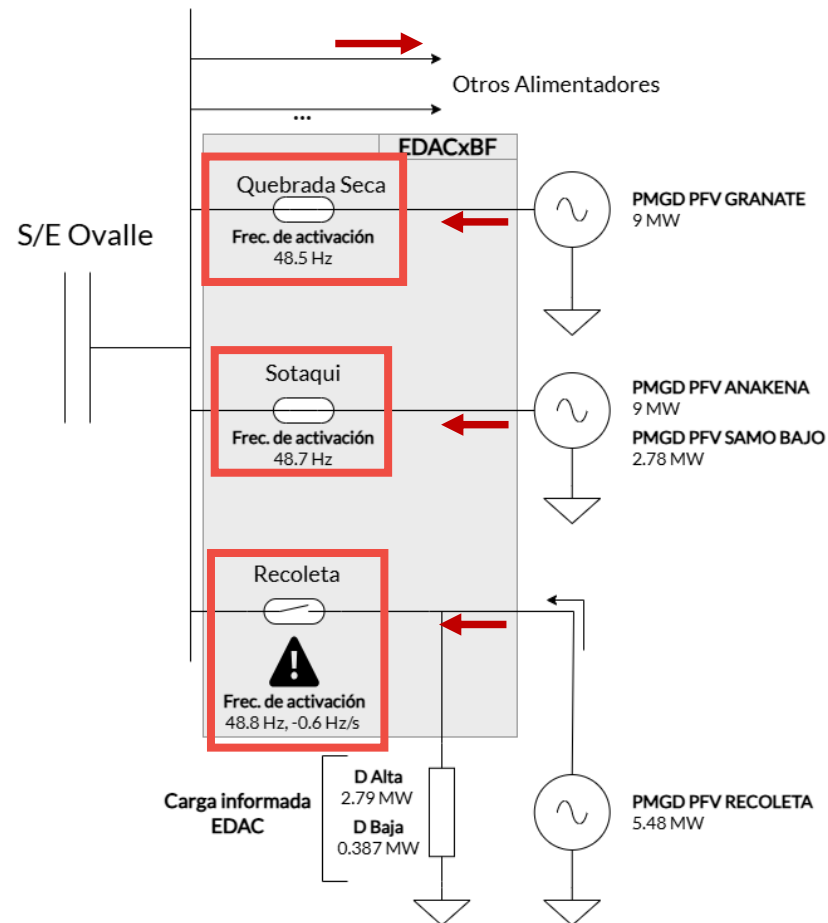 Otros Alimentadores
...
EDACxBF
Quebrada Seca
Frec. de activación
48.5 Hz
PMGD PFV GRANATE
9 MW
S/E Ovalle
Sotaqui
Frec. de activación
48.7 Hz
PMGD PFV ANAKENA
9 MW
PMGD PFV SAMO BAJO
2.78 MW
Recoleta
Frec. de activación
48.8 Hz, -0.6 Hz/s
Carga informada
EDAC
D Alta
2.79 MW
D Baja
0.387 MW
PMGD PFV RECOLETA
5.48 MW